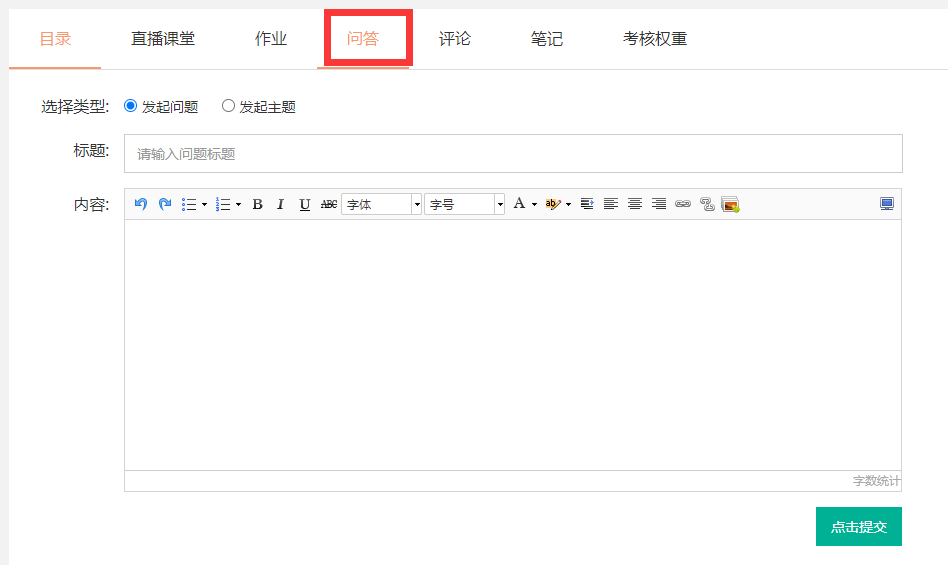 目录 直播课堂 作业 问答 评论 笔记 考核权重
选择类型: 发起问题 发起主题
标题: 请输入问题标题
内容: B I U ABC 字体 字号 A ab
字数统计
点击提交